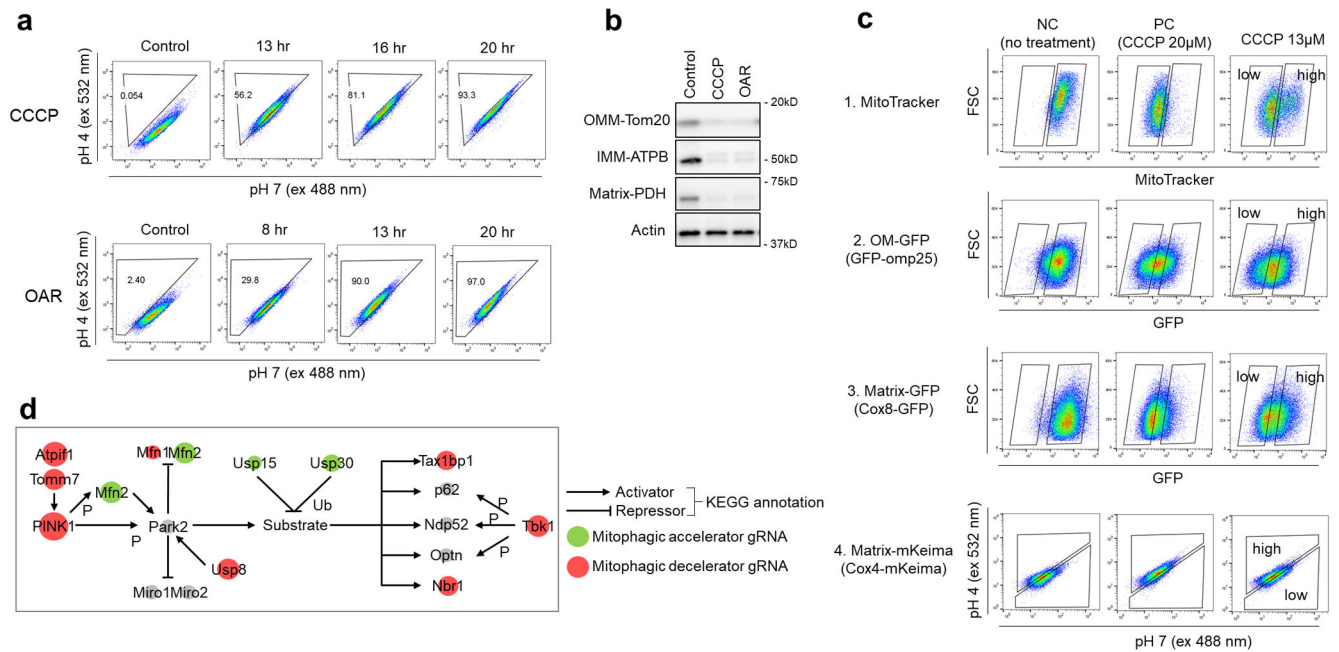 a
Control
13 hr
16 hr
20 hr
CCCP
pH 4 (ex 532 nm)
0.054
56.2
81.1
93.3
pH 7 (ex 488 nm)
Control
8 hr
13 hr
20 hr
OAR
pH 4 (ex 532 nm)
2.40
29.8
90.0
97.0
pH 7 (ex 488 nm)
b
Control
CCCP
OAR
- 20kD
OMM-Tom20
IMM-ATPB
- 50kD
- 75kD
Matrix-PDH
Actin
- 37kD
c
NC
(no treatment)
PC
(CCCP 20µM)
CCCP 13µM
low
high
1. MitoTracker
FSC
MitoTracker
low
high
2. OM-GFP
(GFP-omp25)
FSC
GFP
low
high
3. Matrix-GFP
(Cox8-GFP)
FSC
GFP
4. Matrix-mKeima
(Cox4-mKeima)
pH 4 (ex 532 nm)
high
low
pH 7 (ex 488 nm)
d
Atpif1
Tomm7
PINK1
P
Mfn2
P
Mfn1
Mfn2
Park2
Miro1
Miro2
Usp8
Usp15
Usp30
Ub
Substrate
Tax1bp1
p62
Ndp52
Optn
Nbr1
P
P
P
Tbk1
Activator
Repressor
KEGG annotation
Mitophagic accelerator gRNA
Mitophagic decelerator gRNA